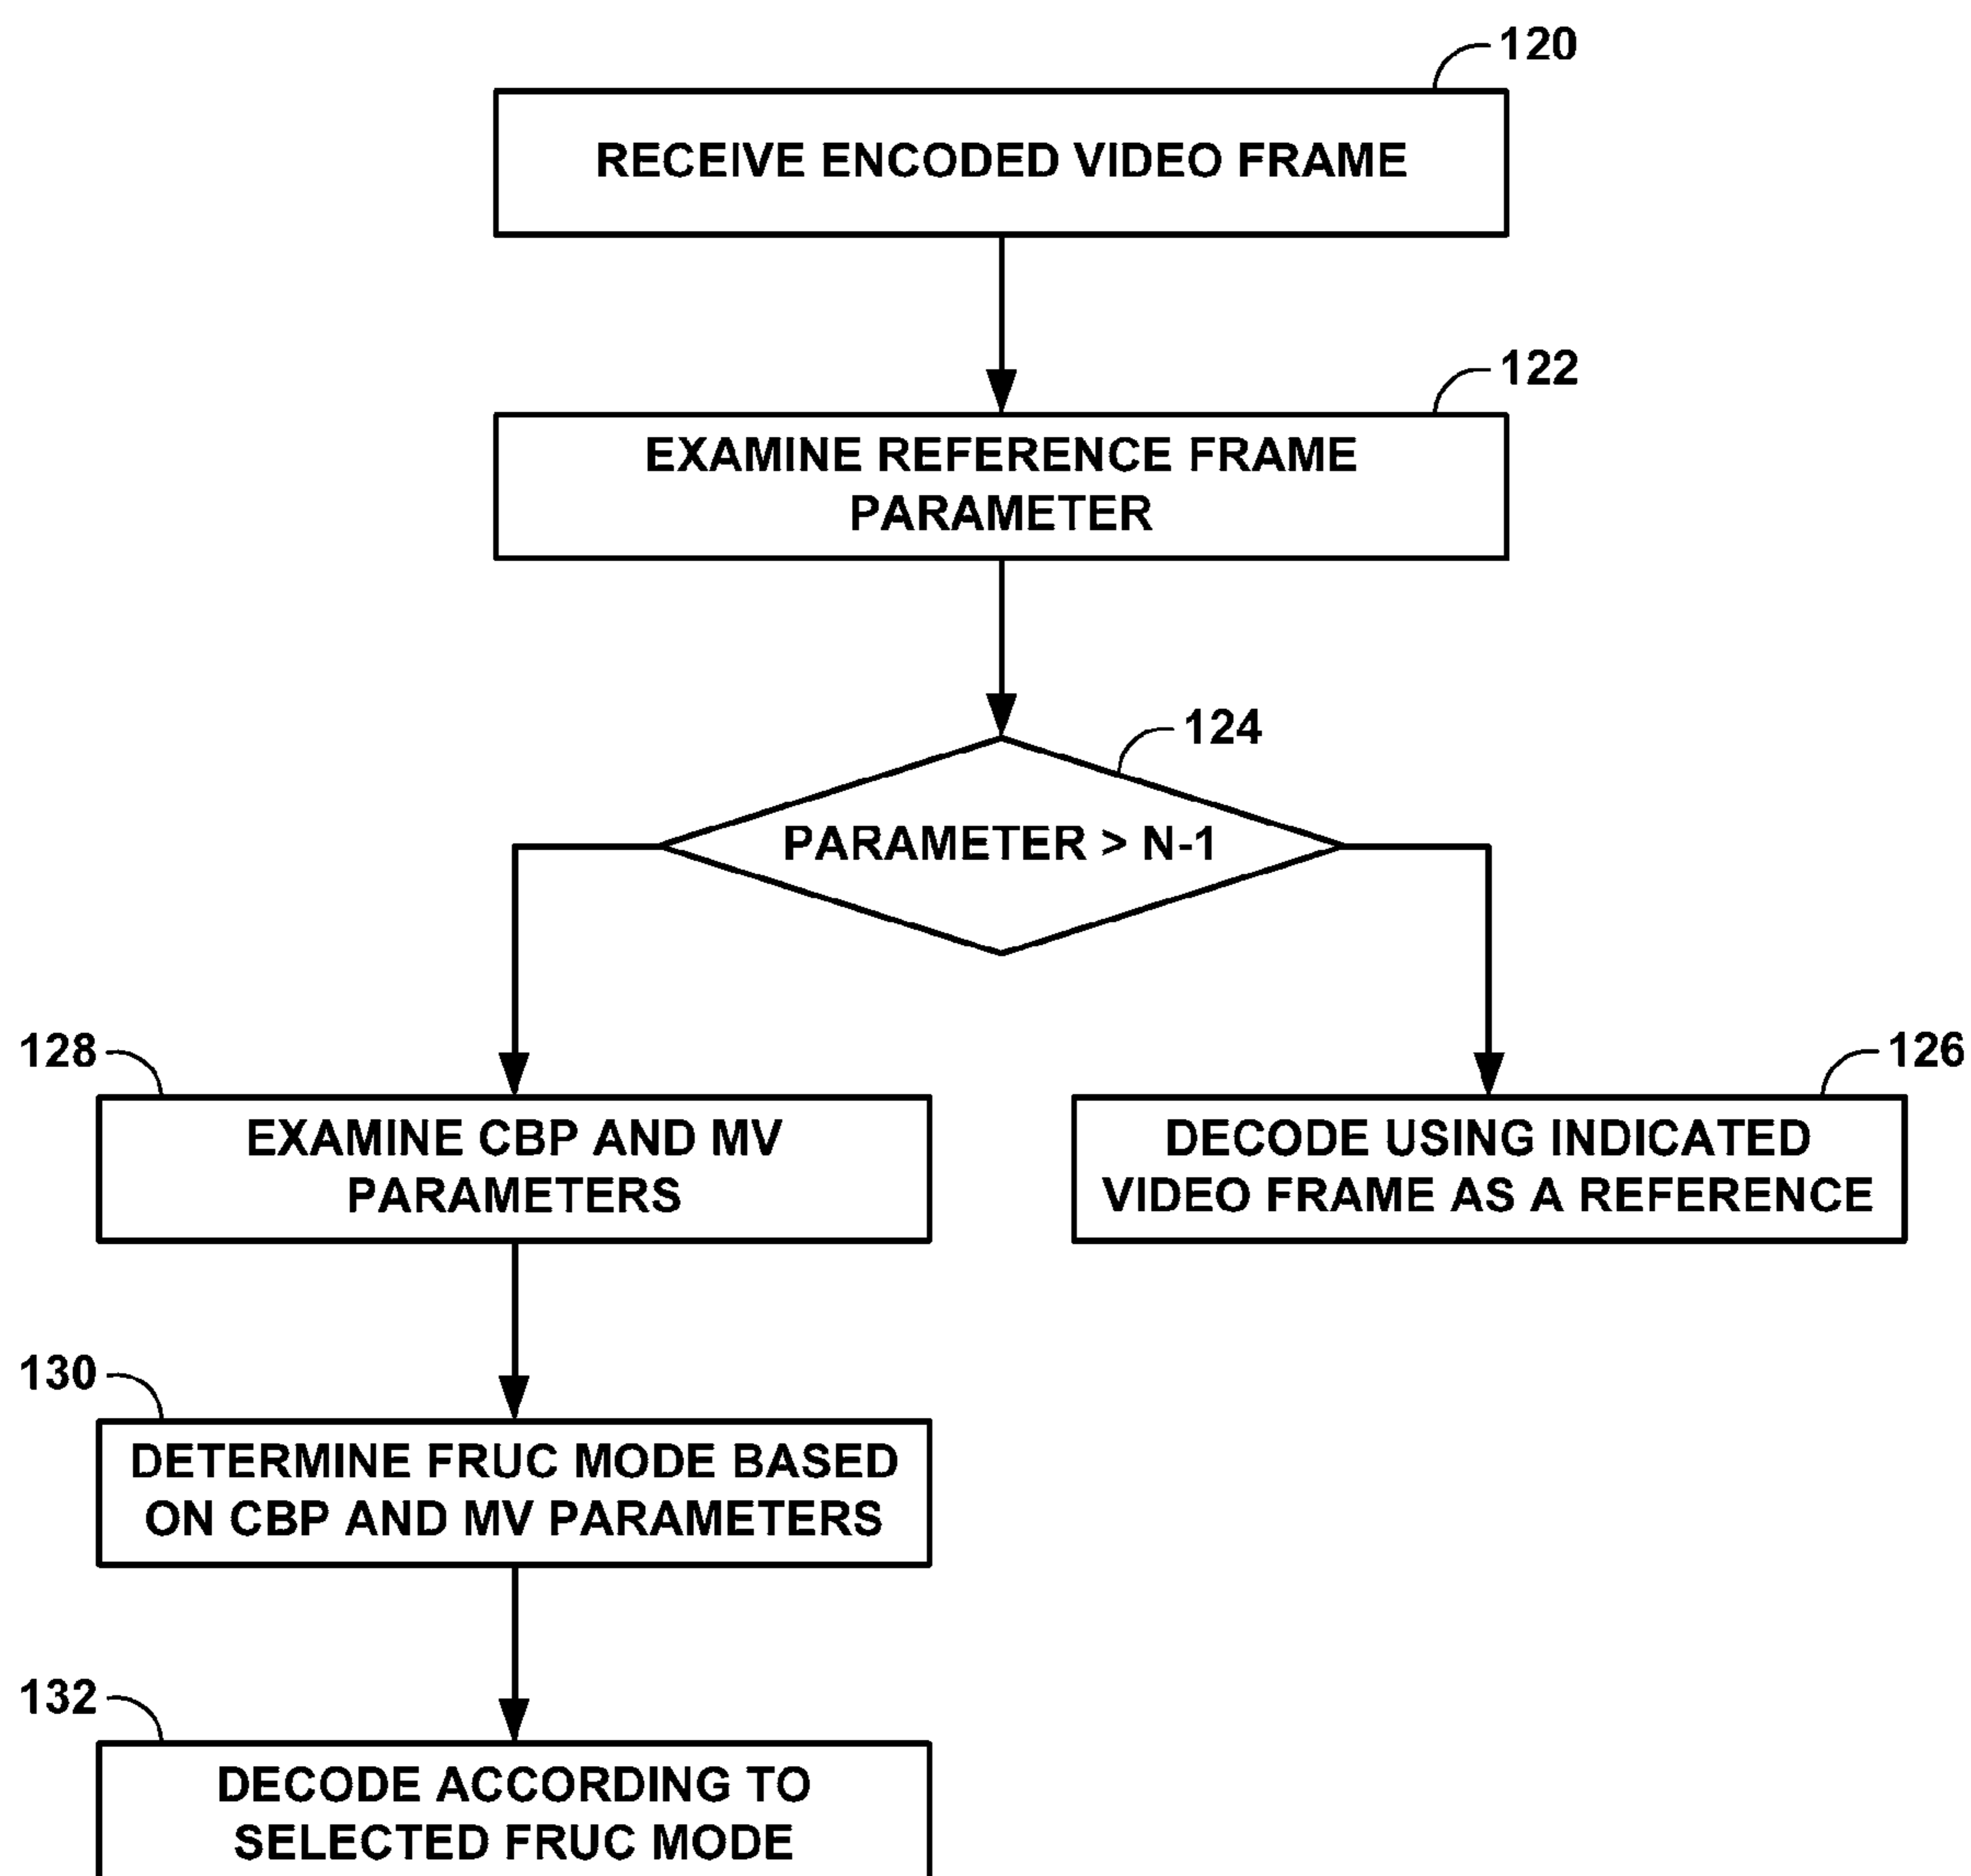 120
RECEIVE ENCODED VIDEO FRAME
122
EXAMINE REFERENCE FRAME
PARAMETER
124
PARAMETER > N-1
128
EXAMINE CBP AND MV
PARAMETERS
126
DECODE USING INDICATED
VIDEO FRAME AS A REFERENCE
130
DETERMINE FRUC MODE BASED
ON CBP AND MV PARAMETERS
132
DECODE ACCORDING TO
SELECTED FRUC MODE